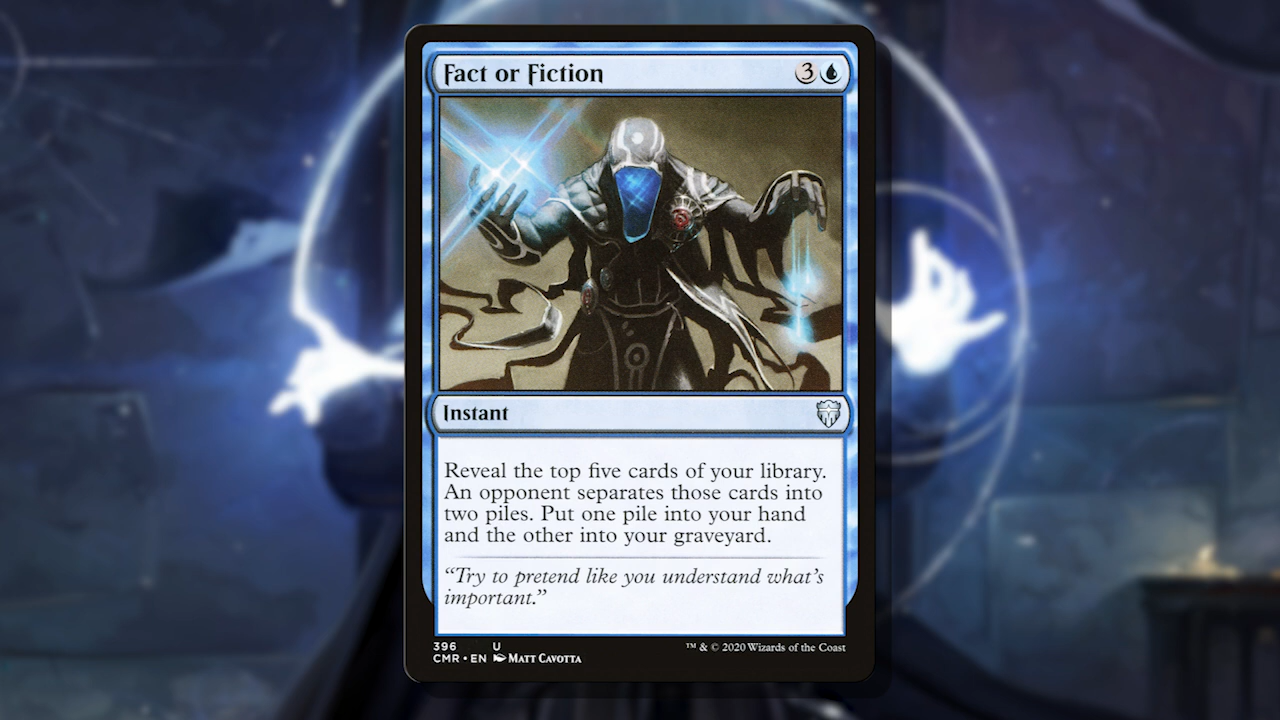 Fact or Fiction 3
Instant
Reveal the top five cards of your library.
An opponent separates those cards into
two piles. Put one pile into your hand
and the other into your graveyard.
“Try to pretend like you understand what’s
important.”
396 U
CMR • EN Matt Cavotta
™ & © 2020 Wizards of the Coast